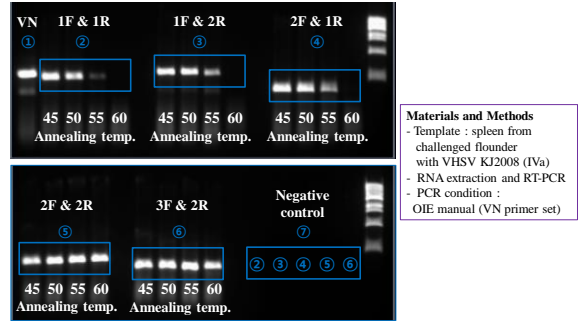 VN 1F & 1R 1F & 2R 2F & 1R
① ② ③ ④
45 50 55 60 45 50 55 60 45 50 55 60
Annealing temp. Annealing temp. Annealing temp.
2F & 2R 3F & 2R Negative
control
⑤ ⑥ ⑦
② ③ ④ ⑤ ⑥
45 50 55 60 45 50 55 60
Annealing temp. Annealing temp.
Materials and Methods
- Template : spleen from
challenged flounder
with VHSV KJ2008 (IVa)
- RNA extraction and RT-PCR
- PCR condition :
OIE manual (VN primer set)